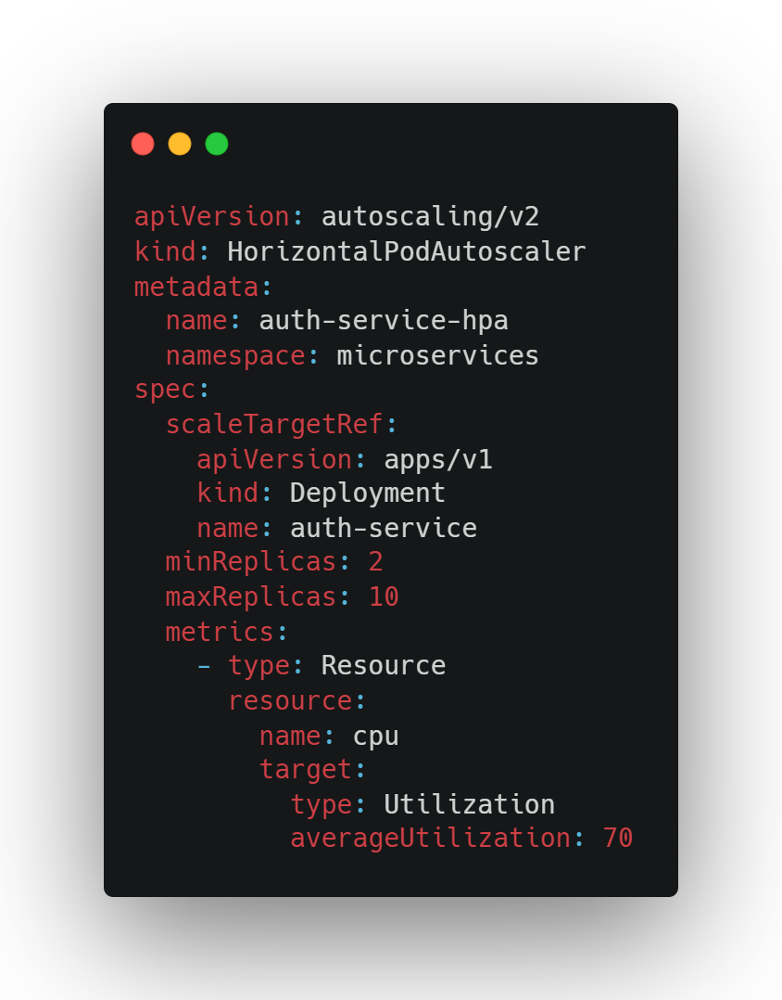 apiVersion: autoscaling/v2
kind: HorizontalPodAutoscaler
metadata:
  name: auth-service-hpa
  namespace: microservices
spec:
  scaleTargetRef:
    apiVersion: apps/v1
    kind: Deployment
    name: auth-service
  minReplicas: 2
  maxReplicas: 10
  metrics:
    - type: Resource
      resource:
        name: cpu
        target:
          type: Utilization
          averageUtilization: 70